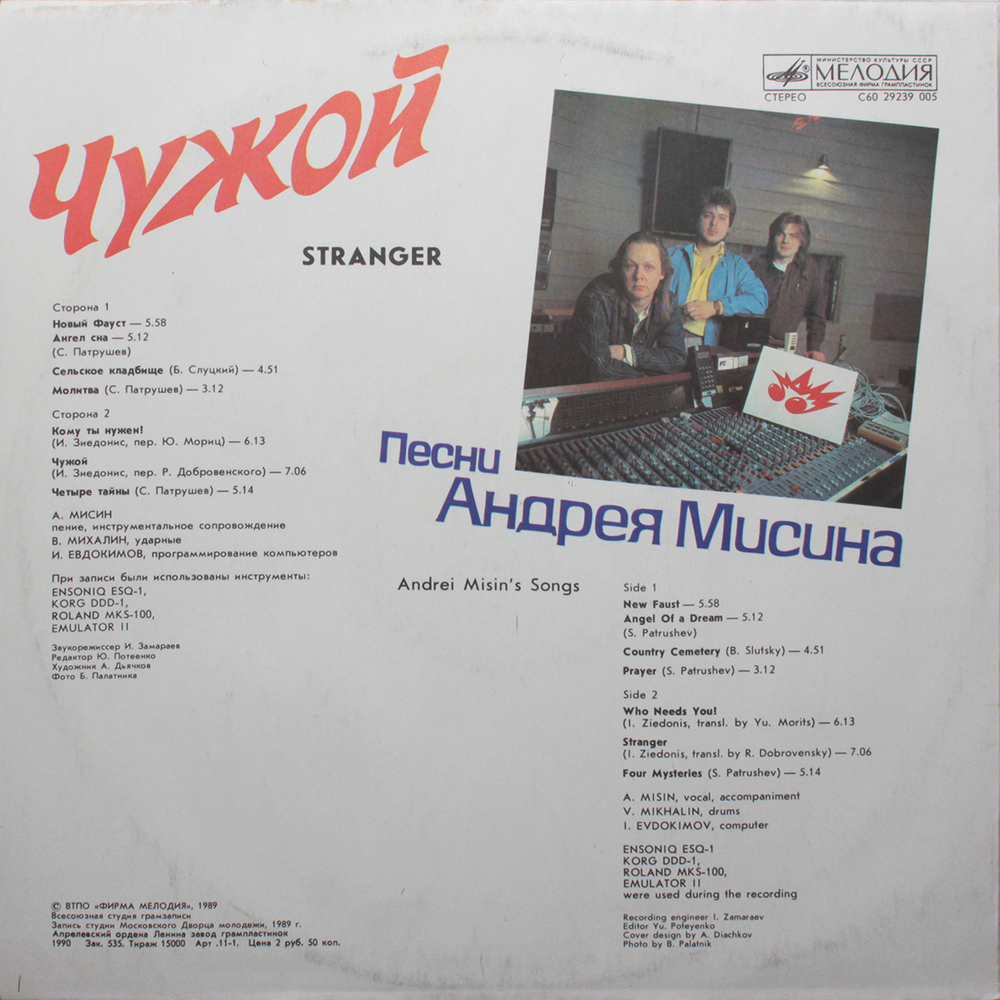 ЧУЖОЙ
STRANGER
МИНИСТЕРСТВО КУЛЬТУРЫ СССР
МЕЛОДИЯ
ВСЕСОЮЗНАЯ ФИРМА ГРАМПЛАСТИНОК
СТЕРЕО С60 29239 005
Сторона 1
Новый Фауст — 5.58
Ангел сна — 5.12
(С. Патрушев)
Сельское кладбище (Б. Слуцкий) — 4.51
Молитва (С. Патрушев) — 3.12
Сторона 2
Кому ты нужен!
(И. Зиедонис, пер. Ю. Мориц) — 6.13
Чужой
(И. Зиедонис, пер. Р. Добровенского) — 7.06
Четыре тайны (С. Патрушев) — 5.14
А. МИСИН
пение, инструментальное сопровождение
В. МИХАЛИН, ударные
И. ЕВДОКИМОВ, программирование компьютеров
При записи были использованы инструменты:
ENSONIQ ESQ-1,
KORG DDD-1,
ROLAND MKS-100,
EMULATOR II
Звукорежиссер И. Замараев
Редактор Ю. Потеенко
Художник А. Дьячков
Фото Б. Палатника
Песни
Андрея Мисина
Andrei Misin's Songs
Side 1
New Faust — 5.58
Angel Of a Dream — 5.12
(S. Patrushev)
Country Cemetery (B. Slutsky) — 4.51
Prayer (S. Patrushev) — 3.12
Side 2
Who Needs You!
(I. Ziedonis, transl. by Yu. Morits) — 6.13
Stranger
(I. Ziedonis, transl. by R. Dobrovensky) — 7.06
Four Mysteries (S. Patrushev) — 5.14
A. MISIN, vocal, accompaniment
V. MIKHALIN, drums
I. EVDOKIMOV, computer
ENSONIQ ESQ-1
KORG DDD-1,
ROLAND MKS-100,
EMULATOR II
were used during the recording
Recording engineer I. Zamaraev
Editor Yu. Poteyenko
Cover design by A. Diachkov
Photo by B. Palatnik
© ВТПО «ФИРМА МЕЛОДИЯ», 1989
Всесоюзная студия грамзаписи
Запись студии Московского Дворца молодежи, 1989 г.
Апрелевский ордена Ленина завод грампластинок
1990 Зак. 535. Тираж 15000 Арт .11-1. Цена 2 руб. 50 коп.